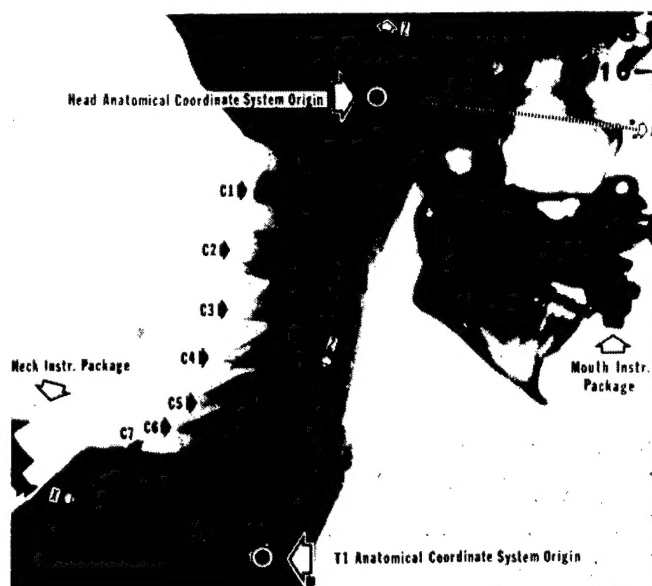 Z
16
Head Anatomical Coordinate System Origin
C1
C2
C3
C4
Neck Instr. Package
Mouth Instr.
Package
C5
C6
C7
X
T1 Anatomical Coordinate System Origin